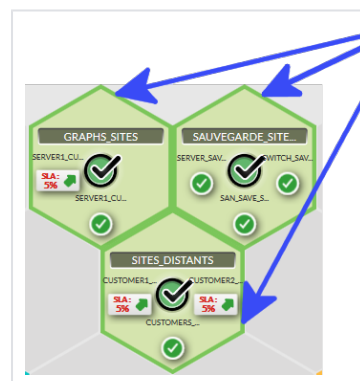 GRAPHS_SITES
SERVER1_CU...
SLA:
5%
SERVER1_CU...
SAUVEGARDE_SITE...
SERVER_SAV... SWITCH_SAV...
SAN_SAVE_S...
SITES_DISTANTS
CUSTOMER1_... CUSTOMER2_...
SLA: SLA:
5% 5%
CUSTOMERS_...